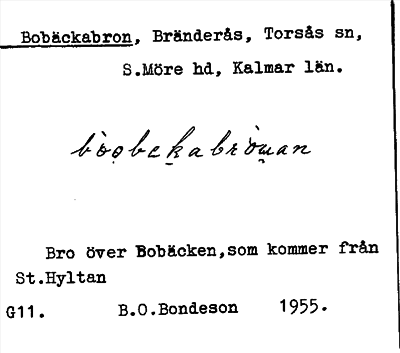 Bobäckabron, Bränderås, Torsås sn,
S.Möre hd, Kalmar län.
Bro över Bobäcken,som kommer från
St.Hyltan
G11. B.O.Bondeson 1955.